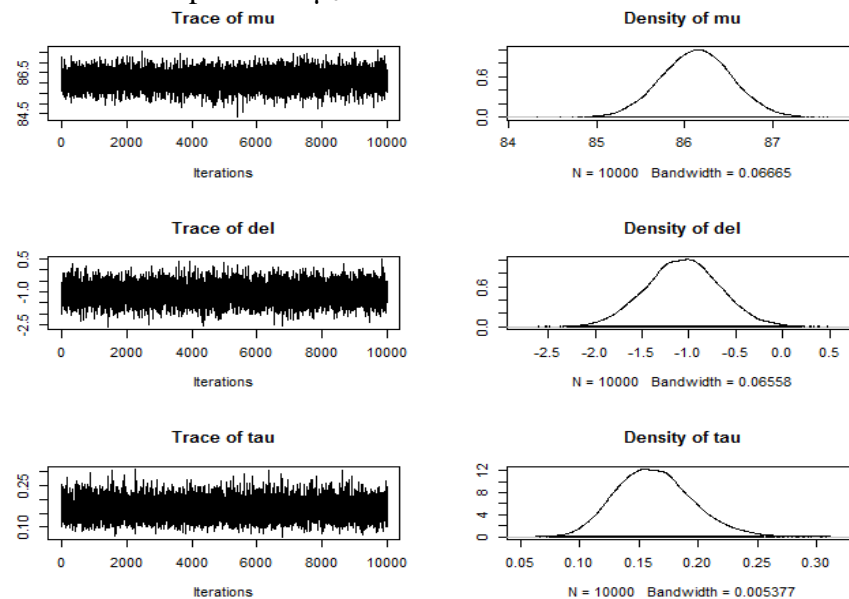 Trace of mu
Density of mu
86.5
84.5
0 2000 4000 6000 8000 10000
Iterations
0.6
0.0
84 85 86 87
N = 10000 Bandwidth = 0.06665
Trace of del
Density of del
0.5
-1.0
-2.5
0 2000 4000 6000 8000 10000
Iterations
0.6
0.0
-2.5 -2.0 -1.5 -1.0 -0.5 0.0 0.5
N = 10000 Bandwidth = 0.06558
Trace of tau
Density of tau
0.25
0.10
0 2000 4000 6000 8000 10000
Iterations
12
8
4
0
0.05 0.10 0.15 0.20 0.25 0.30
N = 10000 Bandwidth = 0.005377